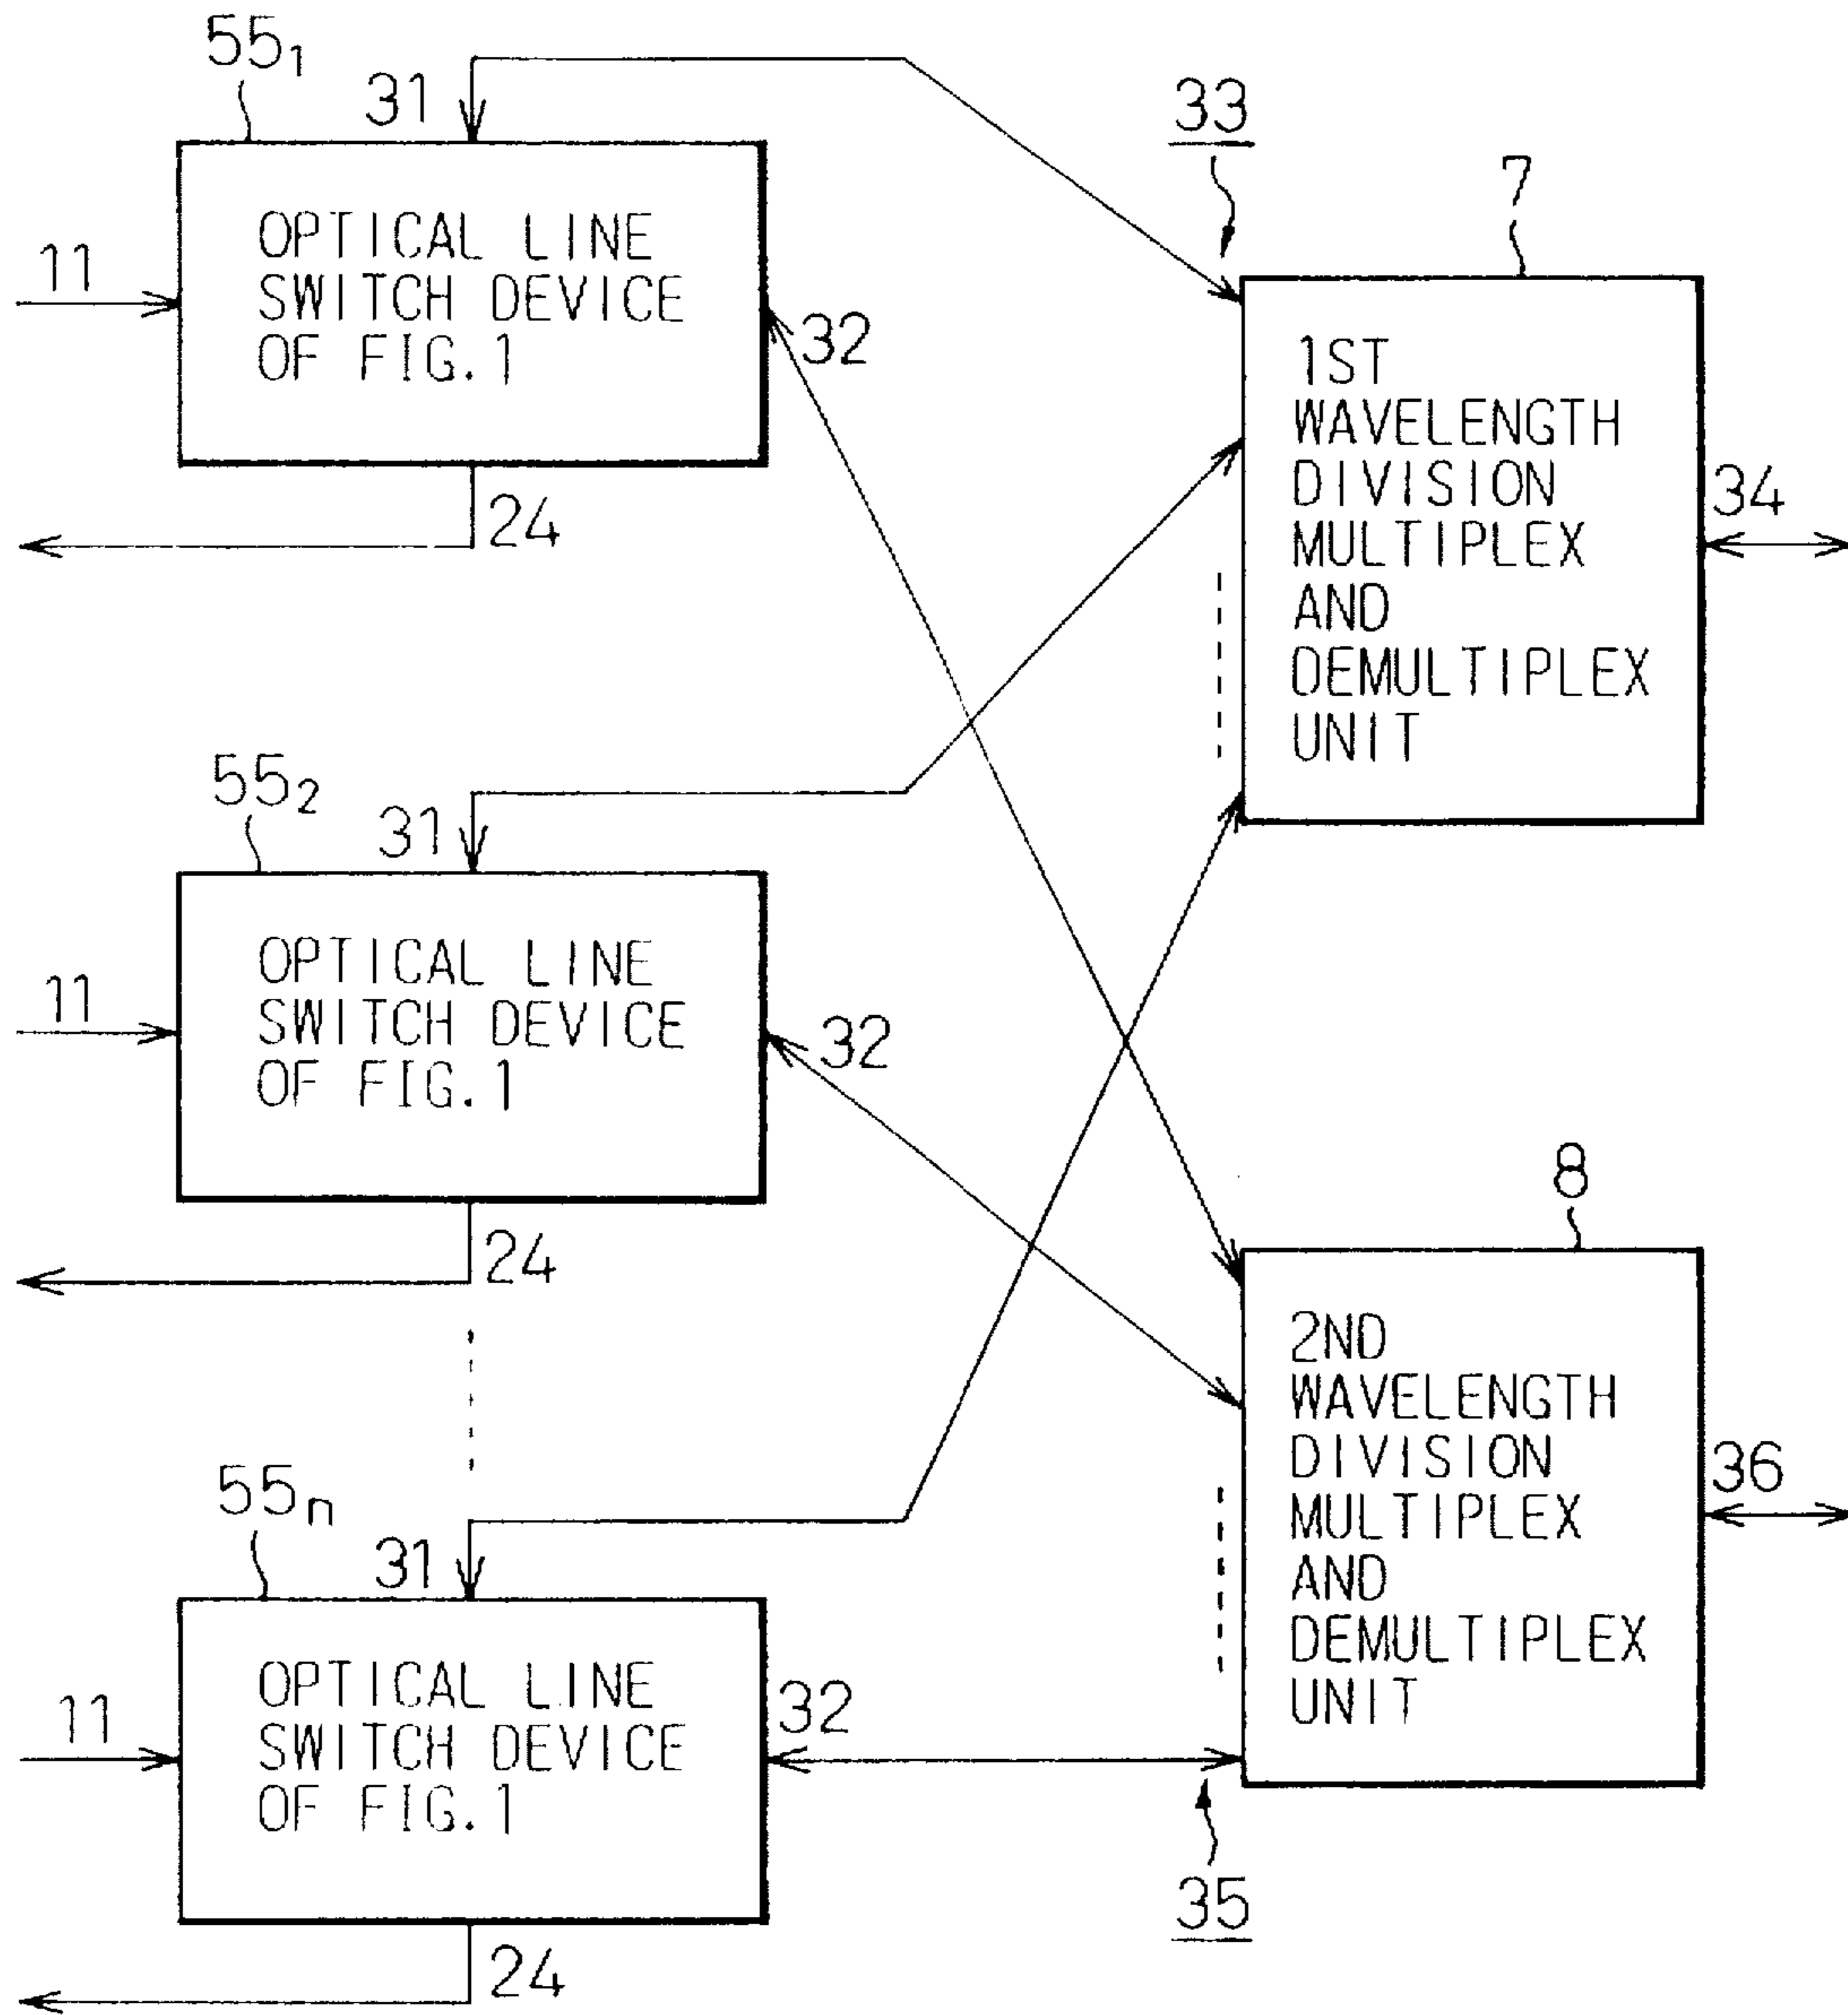 55₁
31
33
7
11
OPTICAL LINE
SWITCH DEVICE
OF FIG.1
32
24
1ST
WAVELENGTH
DIVISION
MULTIPLEX
AND
DEMULTIPLEX
UNIT
34
55₂
31
11
OPTICAL LINE
SWITCH DEVICE
OF FIG.1
32
24
8
2ND
WAVELENGTH
DIVISION
MULTIPLEX
AND
DEMULTIPLEX
UNIT
36
55ₙ
31
11
OPTICAL LINE
SWITCH DEVICE
OF FIG.1
32
24
35